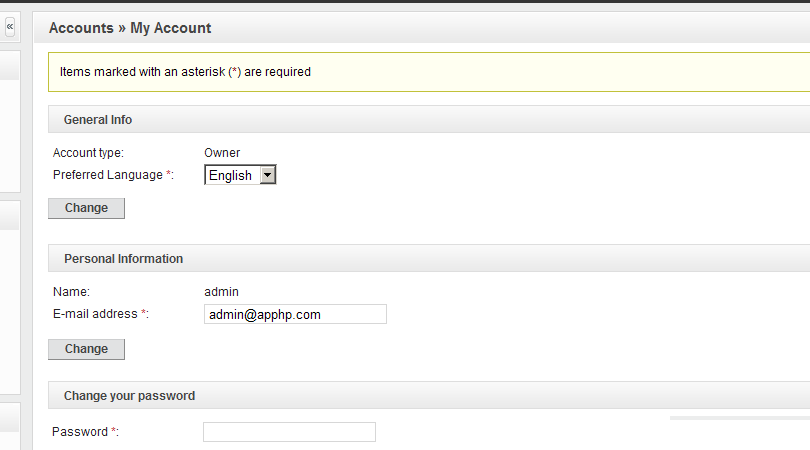 «
Accounts » My Account
Items marked with an asterisk (*) are required
General Info
Account type: Owner
Preferred Language *: English
Change
Personal Information
Name: admin
E-mail address *: admin@apphp.com
Change
Change your password
Password *: